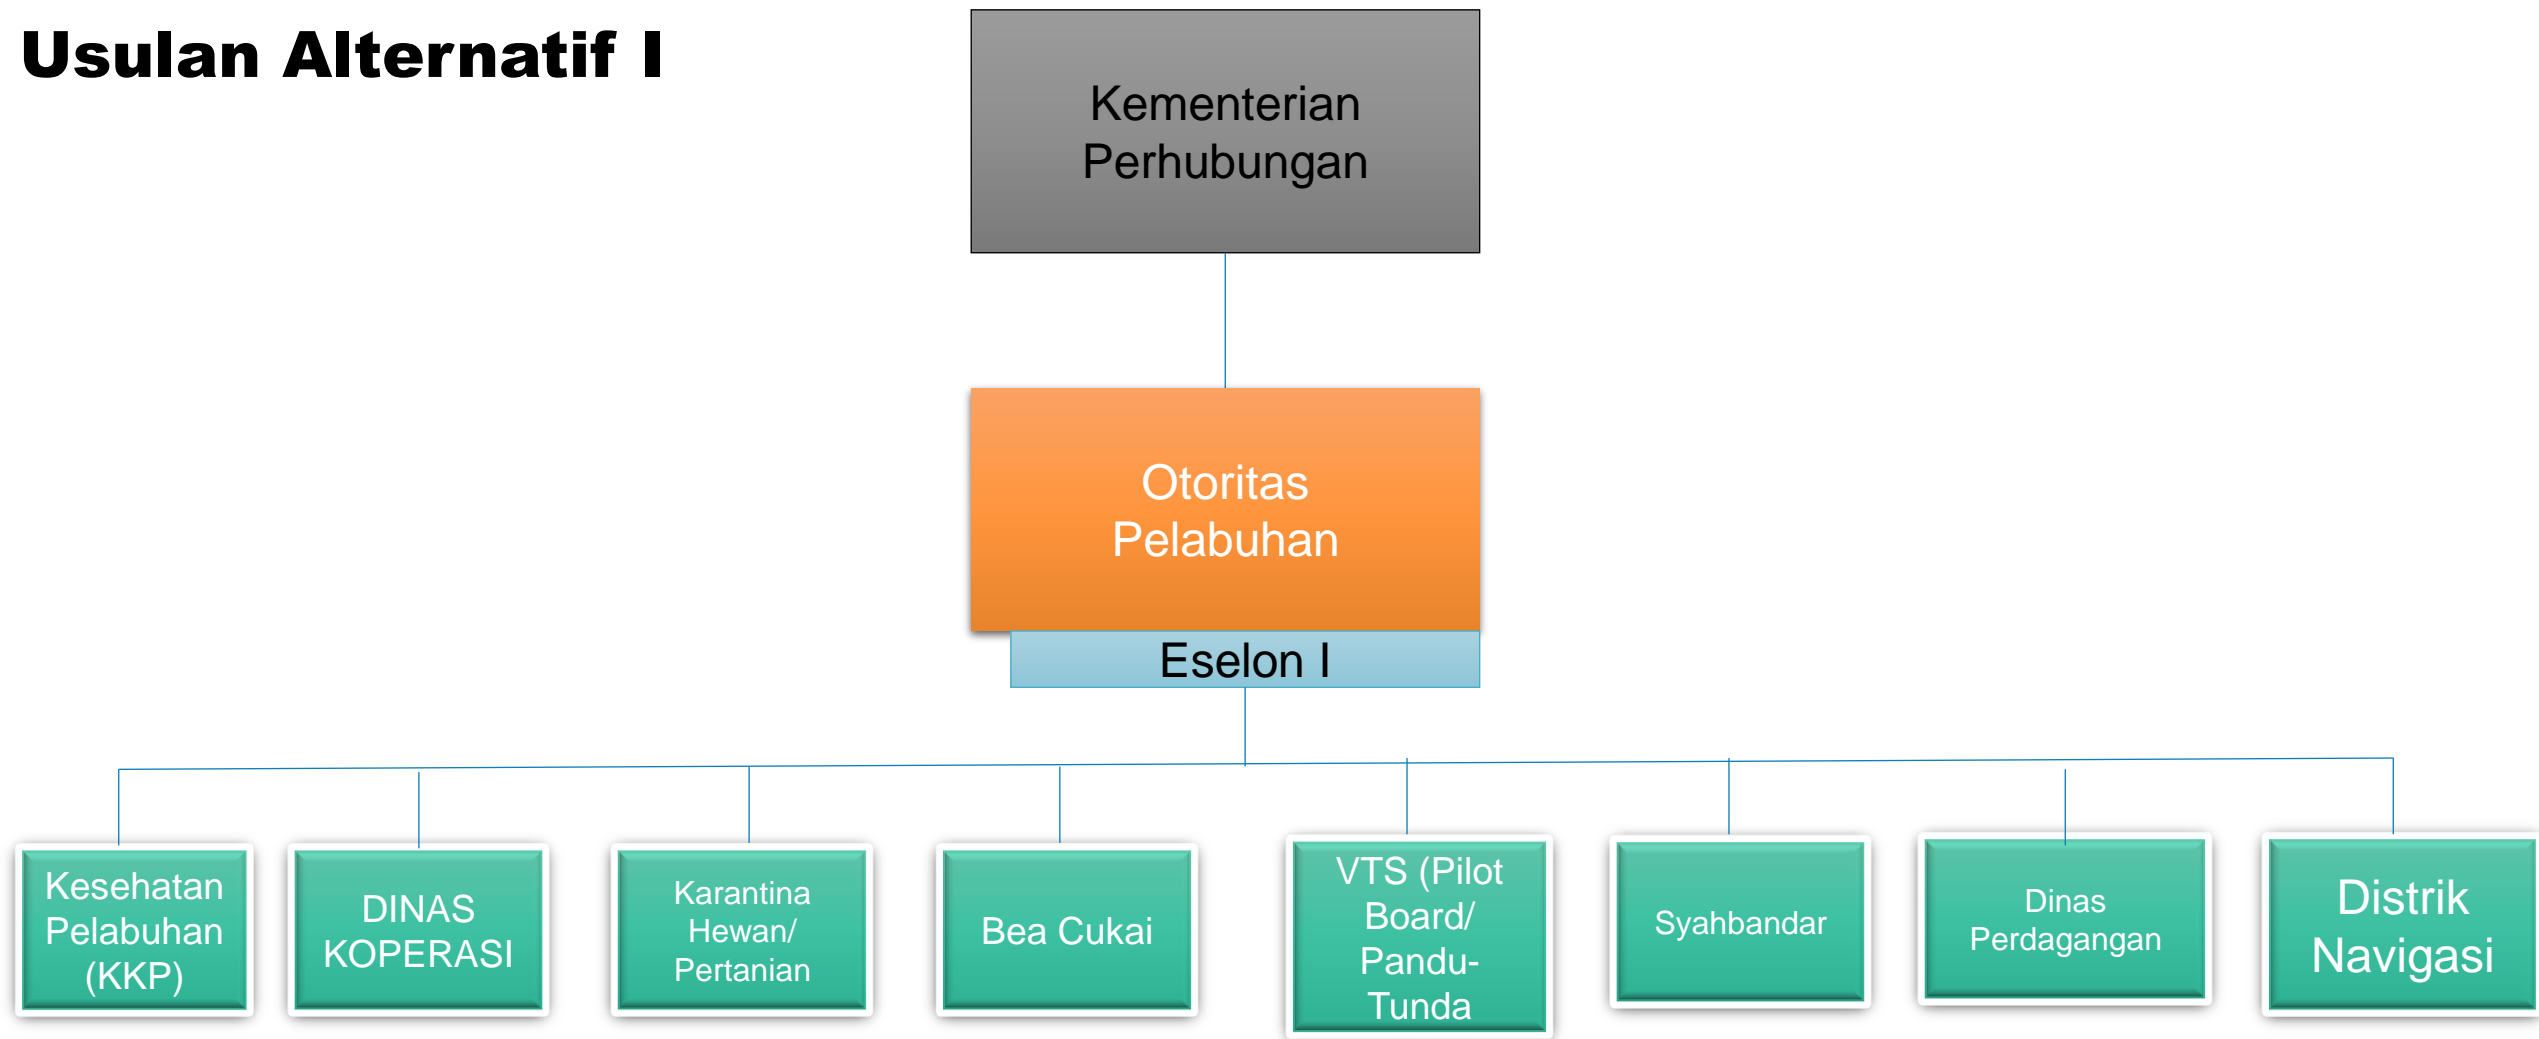 Usulan Alternatif I
Kementerian
Perhubungan
Otoritas
Pelabuhan
Eselon I
Kesehatan
Pelabuhan
(KKP)
DINAS
KOPERASI
Karantina
Hewan/
Pertanian
Bea Cukai
VTS (Pilot
Board/
Pandu-
Tunda
Syahbandar
Dinas
Perdagangan
Distrik
Navigasi